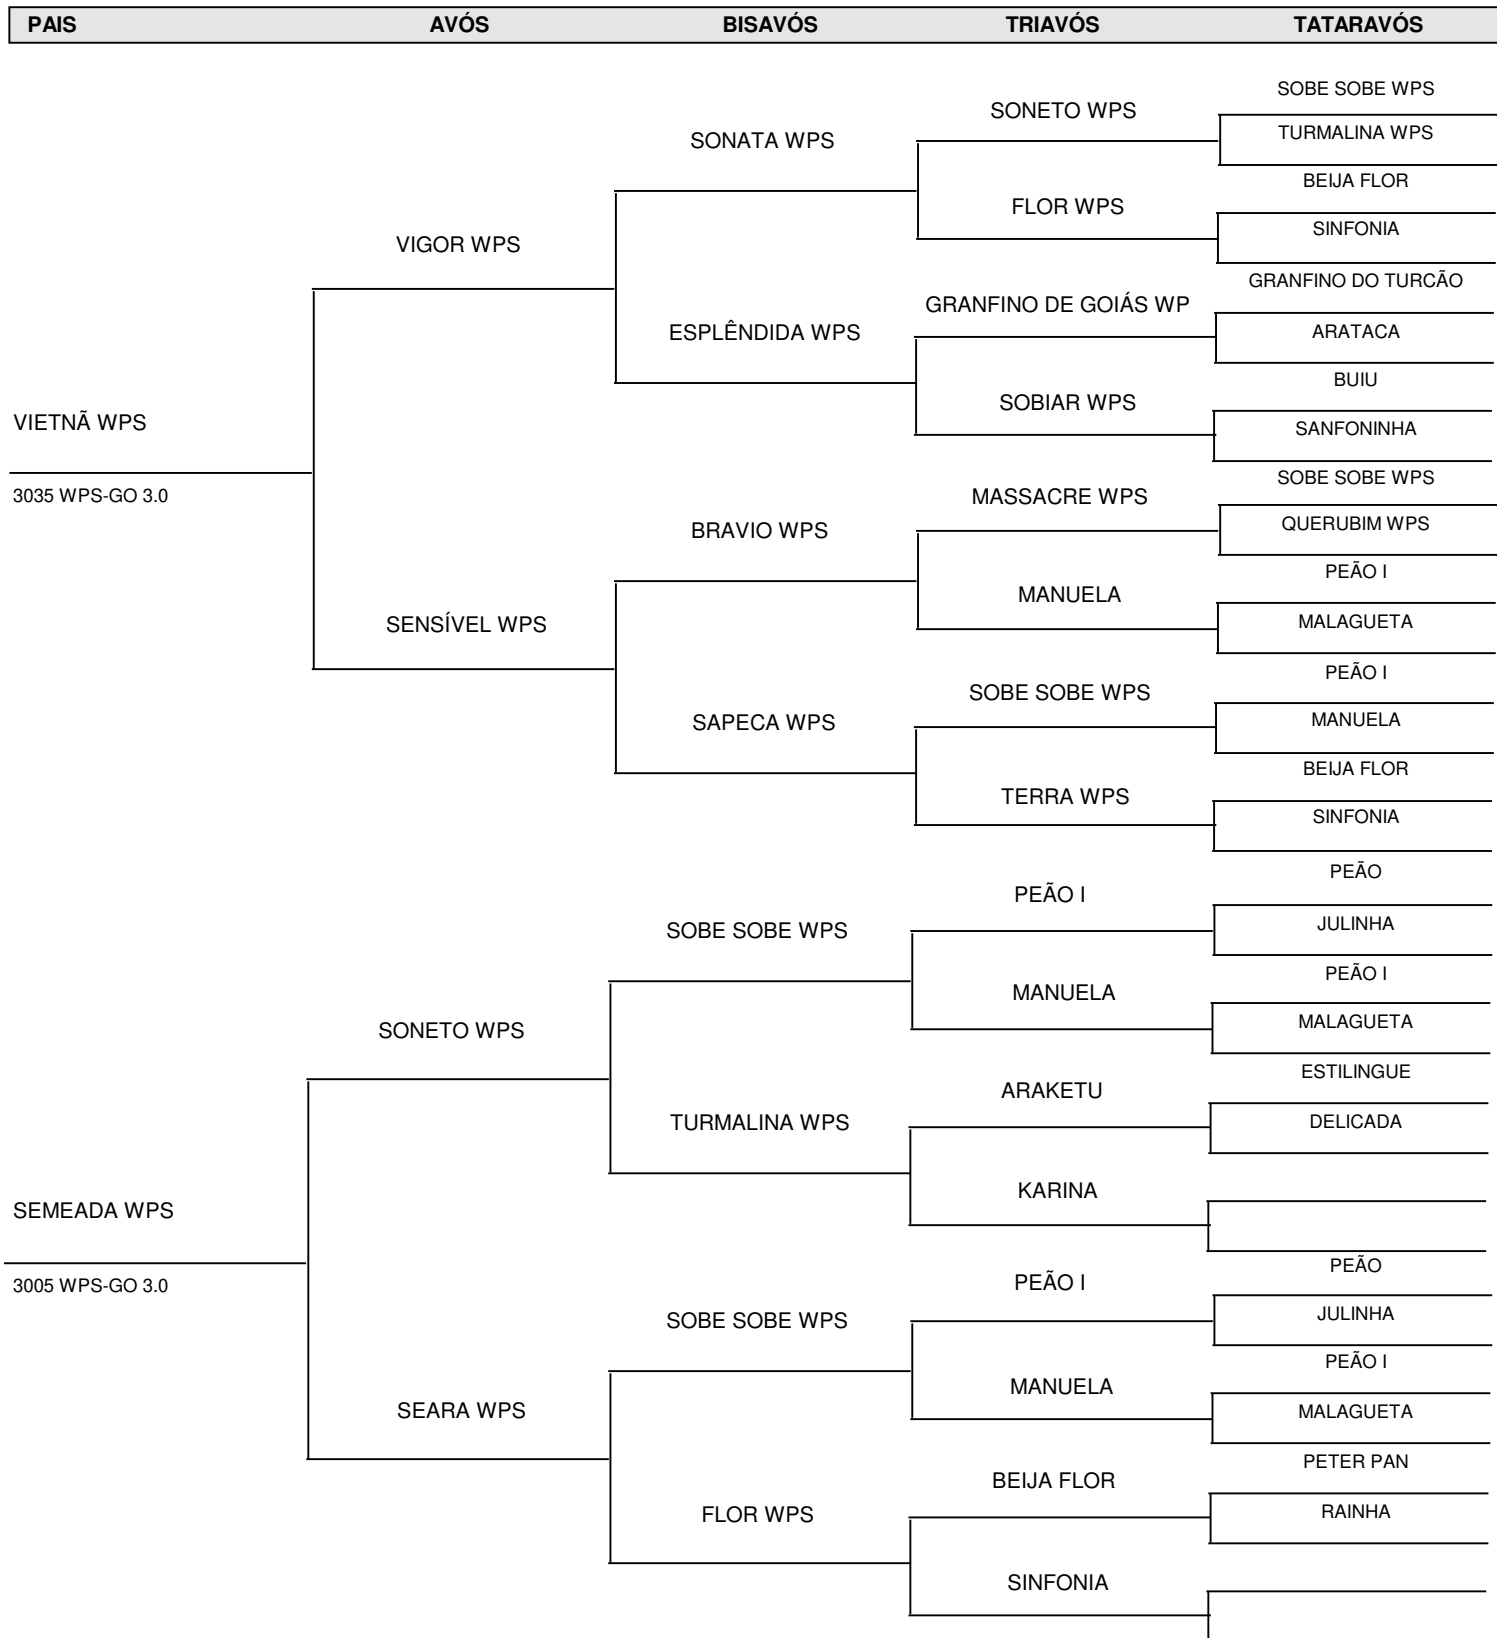 PAIS AVÓS BISAVÓS TRIAVÓS TATARAVÓS
SOBE SOBE WPS
SONETO WPS
TURMALINA WPS
SONATA WPS
BEIJA FLOR
FLOR WPS
SINFONIA
VIGOR WPS
GRANFINO DO TURCÃO
GRANFINO DE GOIÁS WP
ARATACA
ESPLÊNDIDA WPS
BUIU
SOBIAR WPS
SANFONINHA
VIETNÃ WPS
3035 WPS-GO 3.0
SOBE SOBE WPS
MASSACRE WPS
QUERUBIM WPS
BRAVIO WPS
PEÃO I
MANUELA
MALAGUETA
SENSÍVEL WPS
PEÃO I
SOBE SOBE WPS
MANUELA
SAPECA WPS
BEIJA FLOR
TERRA WPS
SINFONIA
PEÃO
PEÃO I
JULINHA
SOBE SOBE WPS
PEÃO I
MANUELA
MALAGUETA
SONETO WPS
ESTILINGUE
ARAKETU
DELICADA
TURMALINA WPS
KARINA
SEMEADA WPS
3005 WPS-GO 3.0
PEÃO
PEÃO I
JULINHA
SOBE SOBE WPS
PEÃO I
MANUELA
MALAGUETA
SEARA WPS
PETER PAN
BEIJA FLOR
RAINHA
FLOR WPS
SINFONIA